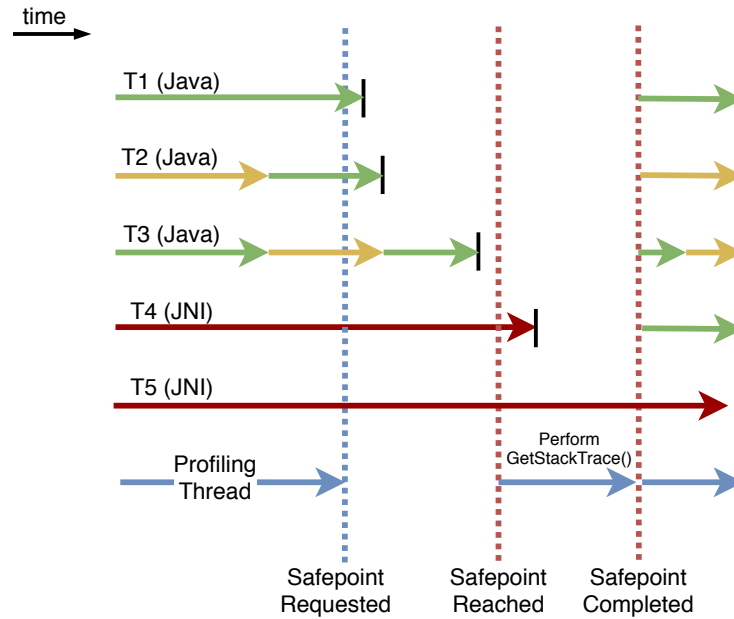 time
T1 (Java)
T2 (Java)
T3 (Java)
T4 (JNI)
T5 (JNI)
Profiling
Thread
Perform
GetStackTrace()
Safepoint
Requested
Safepoint
Reached
Safepoint
Completed